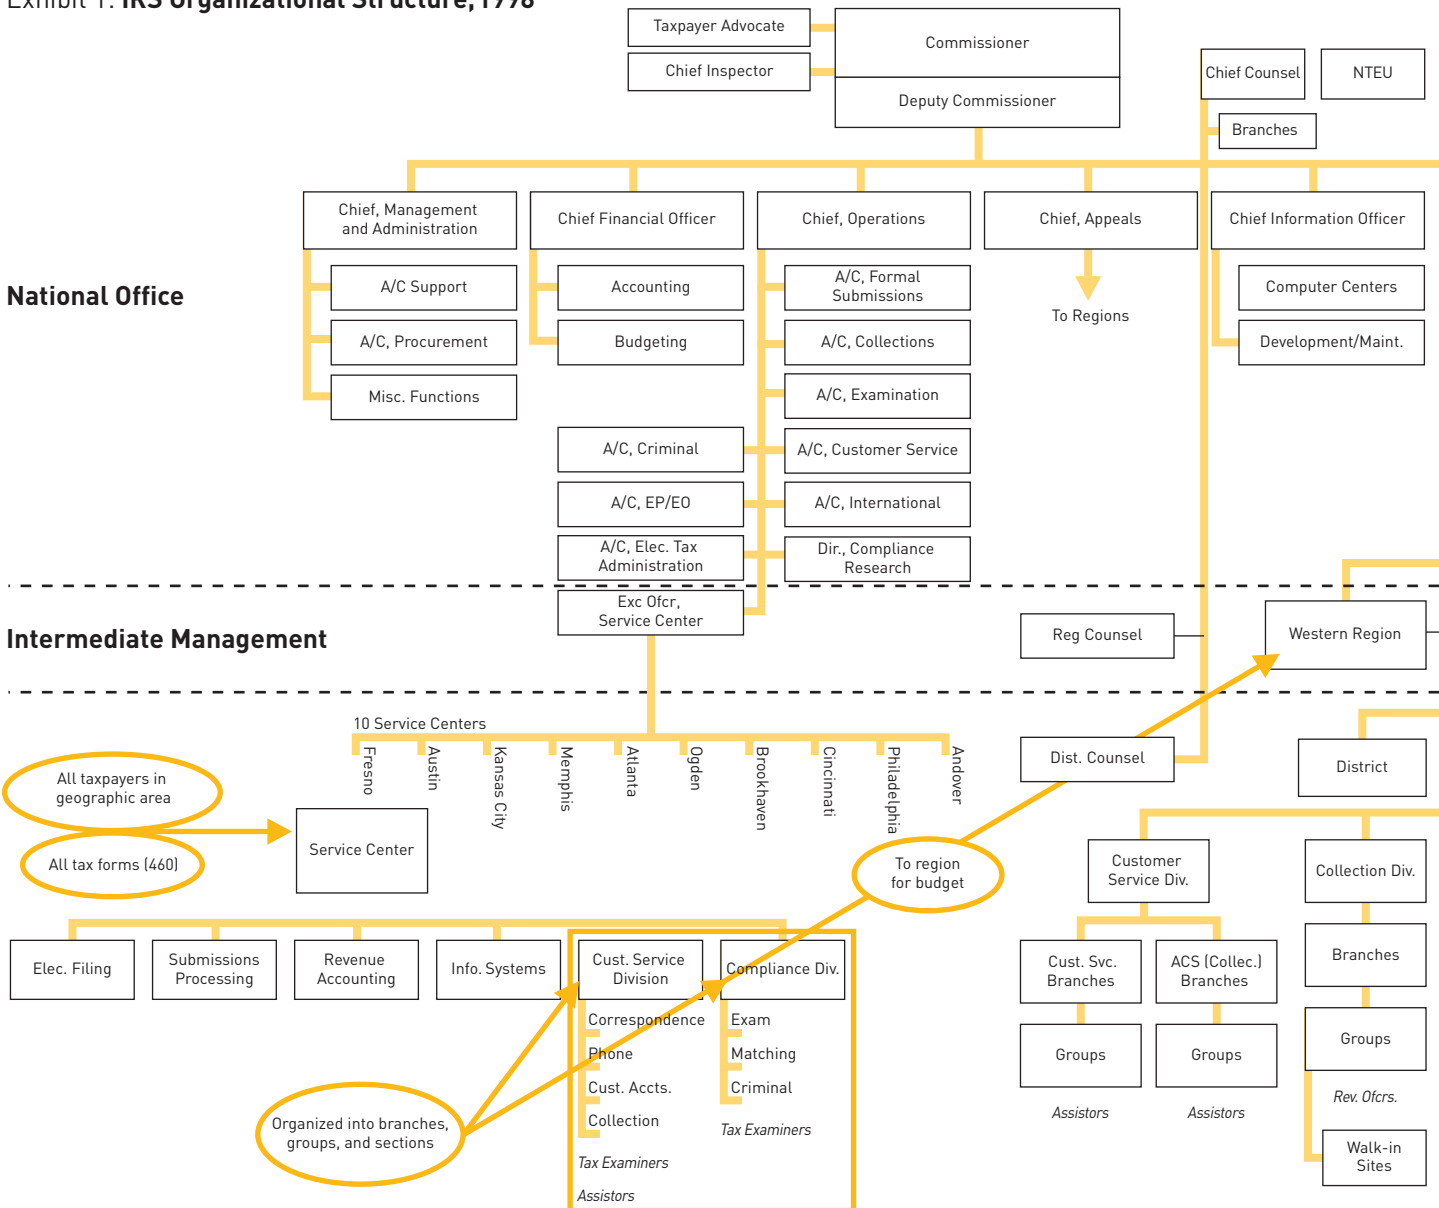 Exhibit 1. IRS Organizational Structure, 1998
Taxpayer Advocate
Commissioner
Chief Inspector
Deputy Commissioner
Chief Counsel
NTEU
Branches
Chief, Management
and Administration
Chief Financial Officer
Chief, Operations
Chief, Appeals
Chief Information Officer
National Office
A/C Support
A/C, Procurement
Misc. Functions
Accounting
Budgeting
A/C, Formal
Submissions
A/C, Collections
A/C, Examination
A/C, Criminal
A/C, Customer Service
A/C, EP/EO
A/C, International
A/C, Elec. Tax
Administration
Dir., Compliance
Research
To Regions
Computer Centers
Development/Maint.
Exc Ofcr,
Service Center
Intermediate Management
Reg Counsel
Western Region
10 Service Centers
Fresno
Austin
Kansas City
Memphis
Atlanta
Ogden
Brookhaven
Cincinnati
Philadelphia
Andover
Dist. Counsel
District
All taxpayers in
geographic area
All tax forms (460)
Service Center
To region
for budget
Customer
Service Div.
Collection Div.
Elec. Filing
Submissions
Processing
Revenue
Accounting
Info. Systems
Cust. Service
Division
Compliance Div.
Cust. Svc.
Branches
ACS (Collec.)
Branches
Branches
Correspondence
Phone
Cust. Accts.
Collection
Tax Examiners
Assistors
Exam
Matching
Criminal
Tax Examiners
Groups
Groups
Groups
Assistors
Assistors
Rev. Ofcrs.
Walk-in
Sites
Organized into branches,
groups, and sections